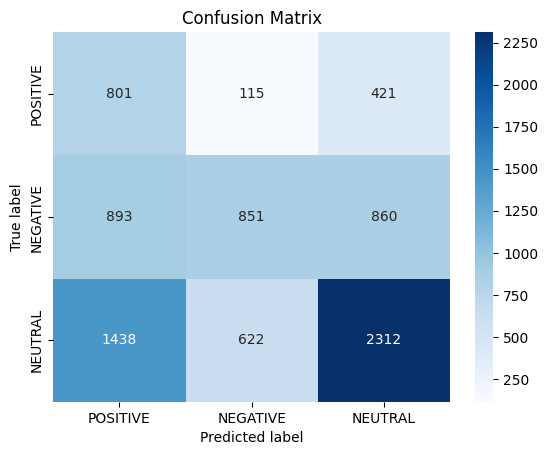 Confusion Matrix
POSITIVE 801 115 421
NEGATIVE 893 851 860
NEUTRAL 1438 622 2312
POSITIVE NEGATIVE NEUTRAL
Predicted label
True label
2250
2000
1750
1500
1250
1000
750
500
250